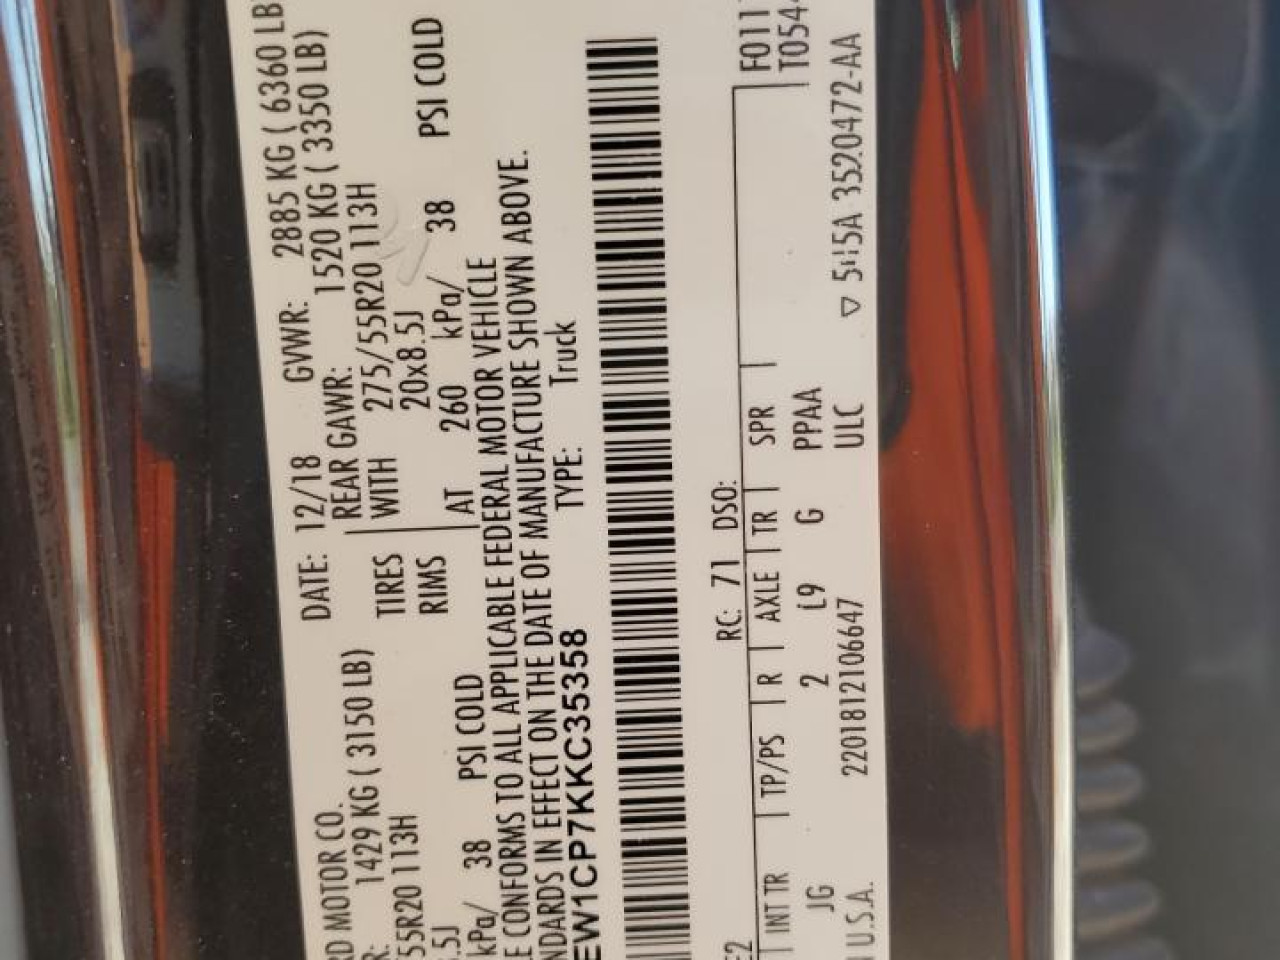 RD MOTOR CO. DATE: 12/18 GVWR: 2885 KG ( 6360 LB
R: 1429 KG ( 3150 LB) REAR GAWR: 1520 KG ( 3350 LB)
55R20 113H TIRES WITH 275/55R20 113H
.5J RIMS 20x8.5J
kPa/ 38 PSI COLD AT 260 kPa/ 38 PSI COLD
E CONFORMS TO ALL APPLICABLE FEDERAL MOTOR VEHICLE
NDARDS IN EFFECT ON THE DATE OF MANUFACTURE SHOWN ABOVE.
EW1CP7KKC35358 TYPE: Truck
F011
T054
RC: 71 DSO:
E2
INT TR TP/PS R AXLE TR SPR
JG 2 L9 G PPAA
U.S.A. 2201812106647 ULC 3520472-AA